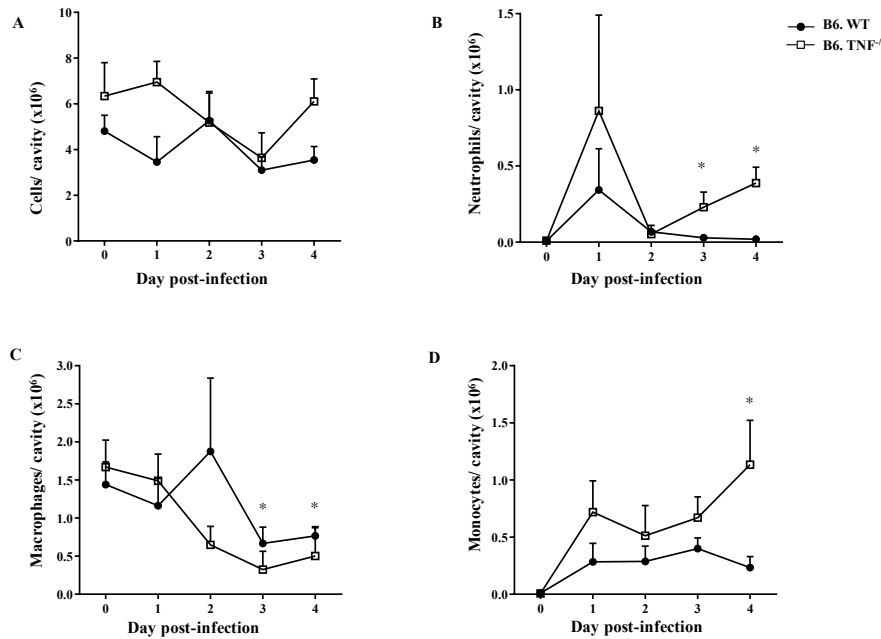 A
Cells/ cavity (x10⁶)
10
8
6
4
2
0
0 1 2 3 4
Day post-infection
B
Neutrophils/ cavity (x10⁶)
1.5
1.0
0.5
0.0
* *
0 1 2 3 4
Day post-infection
B6. WT
B6. TNF⁻/
C
Macrophages/ cavity (x10⁶)
3.0
2.5
2.0
1.5
1.0
0.5
0.0
* *
0 1 2 3 4
Day post-infection
D
Monocytes/ cavity (x10⁶)
2.0
1.5
1.0
0.5
0.0
*
0 1 2 3 4
Day post-infection